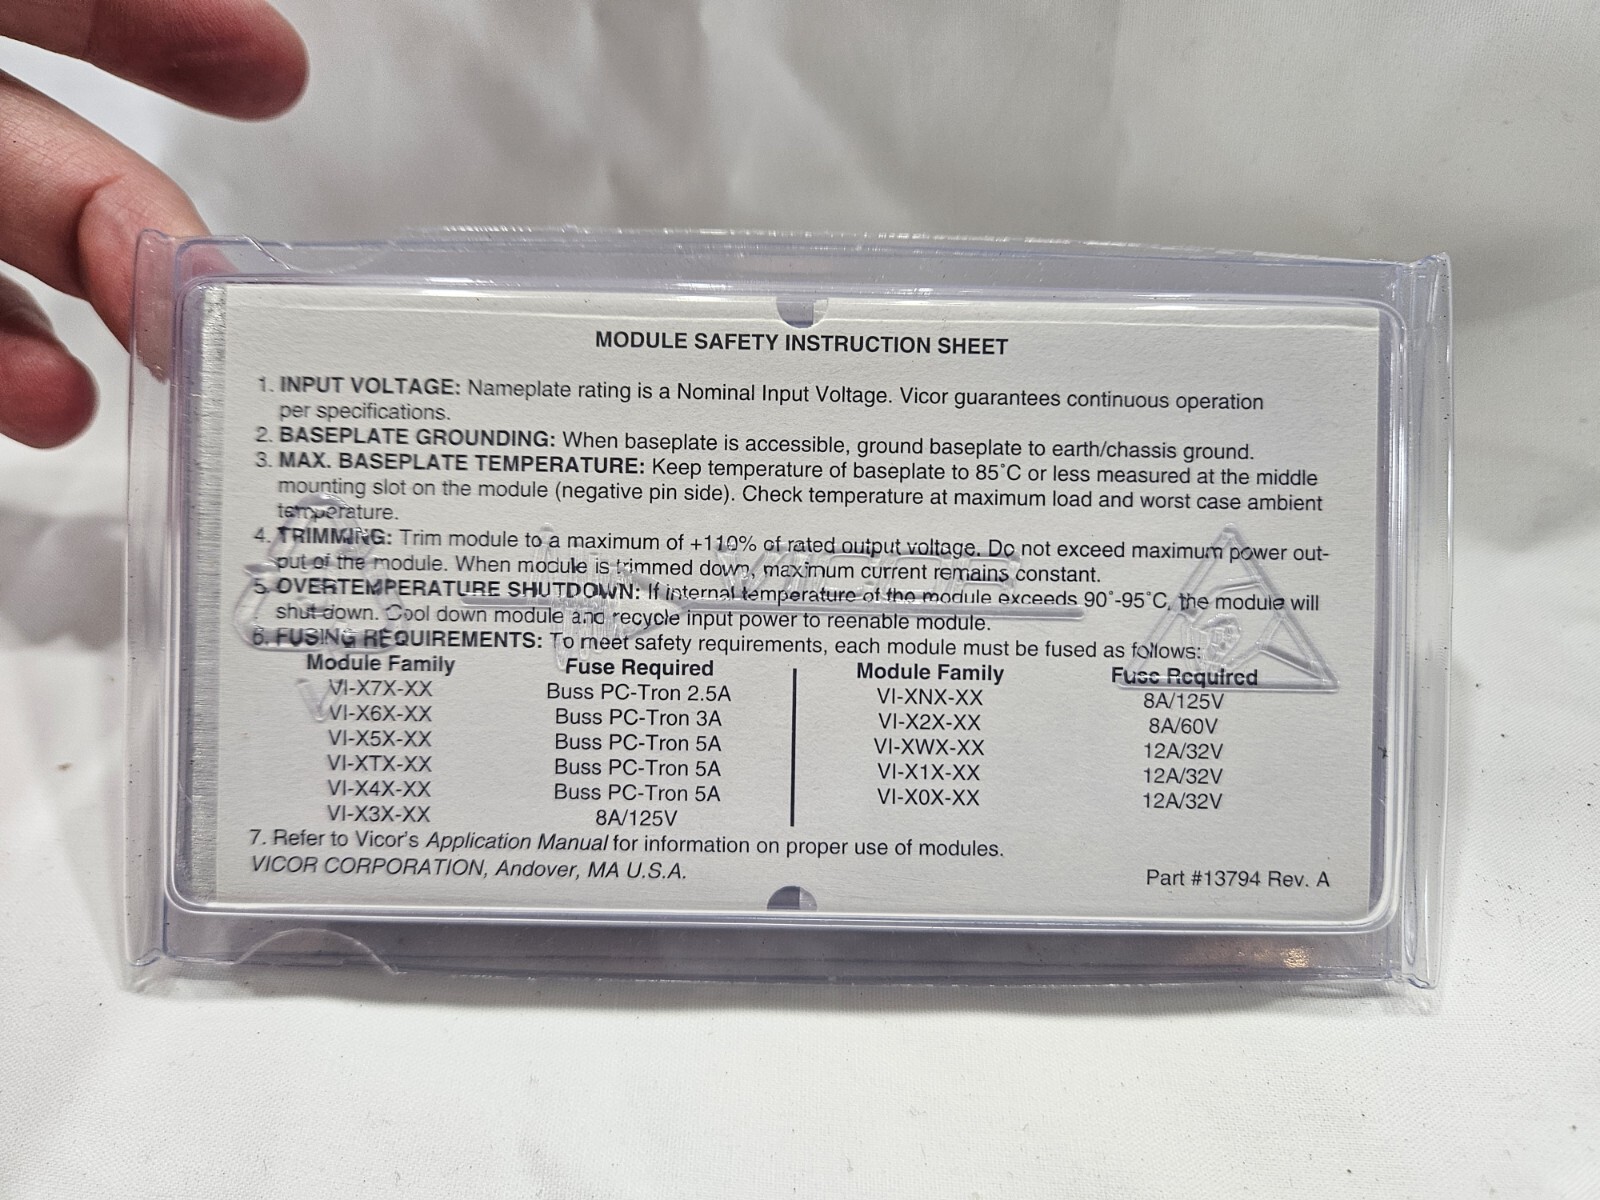 MODULE SAFETY INSTRUCTION SHEET
1. INPUT VOLTAGE: Nameplate rating is a Nominal Input Voltage. Vicor guarantees continuous operation
per specifications.
2. BASEPLATE GROUNDING: When baseplate is accessible, ground baseplate to earth/chassis ground.
3. MAX. BASEPLATE TEMPERATURE: Keep temperature of baseplate to 85˚C or less measured at the middle
mounting slot on the module (negative pin side). Check temperature at maximum load and worst case ambient
temperature.
4. TRIMMING: Trim module to a maximum of +110% of rated output voltage. Do not exceed maximum power out-
put of the module. When module is trimmed down, maximum current remains constant.
5. OVERTEMPERATURE SHUTDOWN: If internal temperature of the module exceeds 90˚-95˚C, the module will
shut down. Cool down module and recycle input power to reenable module.
6. FUSING REQUIREMENTS: To meet safety requirements, each module must be fused as follows:
Module Family Fuse Required Module Family Fuse Required
VI-X7X-XX Buss PC-Tron 2.5A VI-XNX-XX 8A/125V
VI-X6X-XX Buss PC-Tron 3A VI-X2X-XX 8A/60V
VI-X5X-XX Buss PC-Tron 5A VI-XWX-XX 12A/32V
VI-XTX-XX Buss PC-Tron 5A VI-X1X-XX 12A/32V
VI-X4X-XX Buss PC-Tron 5A VI-X0X-XX 12A/32V
VI-X3X-XX 8A/125V
7. Refer to Vicor's Application Manual for information on proper use of modules.
VICOR CORPORATION, Andover, MA U.S.A. Part #13794 Rev. A
VICOR